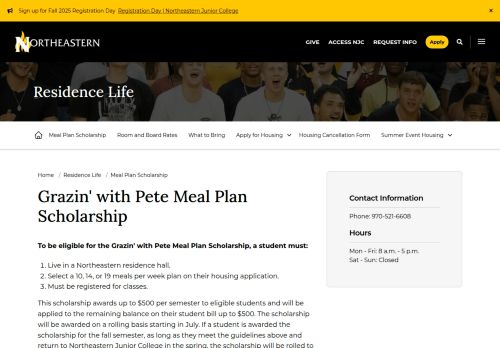 Sign up for Fall 2025 Registration Day Registration Day | Northeastern Junior College ×
NORTHEASTERN
GIVE ACCESS NJC REQUEST INFO Apply
Residence Life
Meal Plan Scholarship Room and Board Rates What to Bring Apply for Housing Housing Cancellation Form Summer Event Housing
Home / Residence Life / Meal Plan Scholarship
Grazin' with Pete Meal Plan
Scholarship
To be eligible for the Grazin' with Pete Meal Plan Scholarship, a student must:
1. Live in a Northeastern residence hall.
2. Select a 10, 14, or 19 meals per week plan on their housing application.
3. Must be registered for classes.
This scholarship awards up to $500 per semester to eligible students and will be
applied to the remaining balance on their student bill up to $500. The scholarship
will be awarded on a rolling basis starting in July. If a student is awarded the
scholarship for the fall semester, as long as they meet the guidelines above and
return to Northeastern Junior College in the spring, the scholarship will be rolled to
Contact Information
Phone: 970-521-6608
Hours
Mon - Fri: 8 a.m. - 5 p.m.
Sat - Sun: Closed